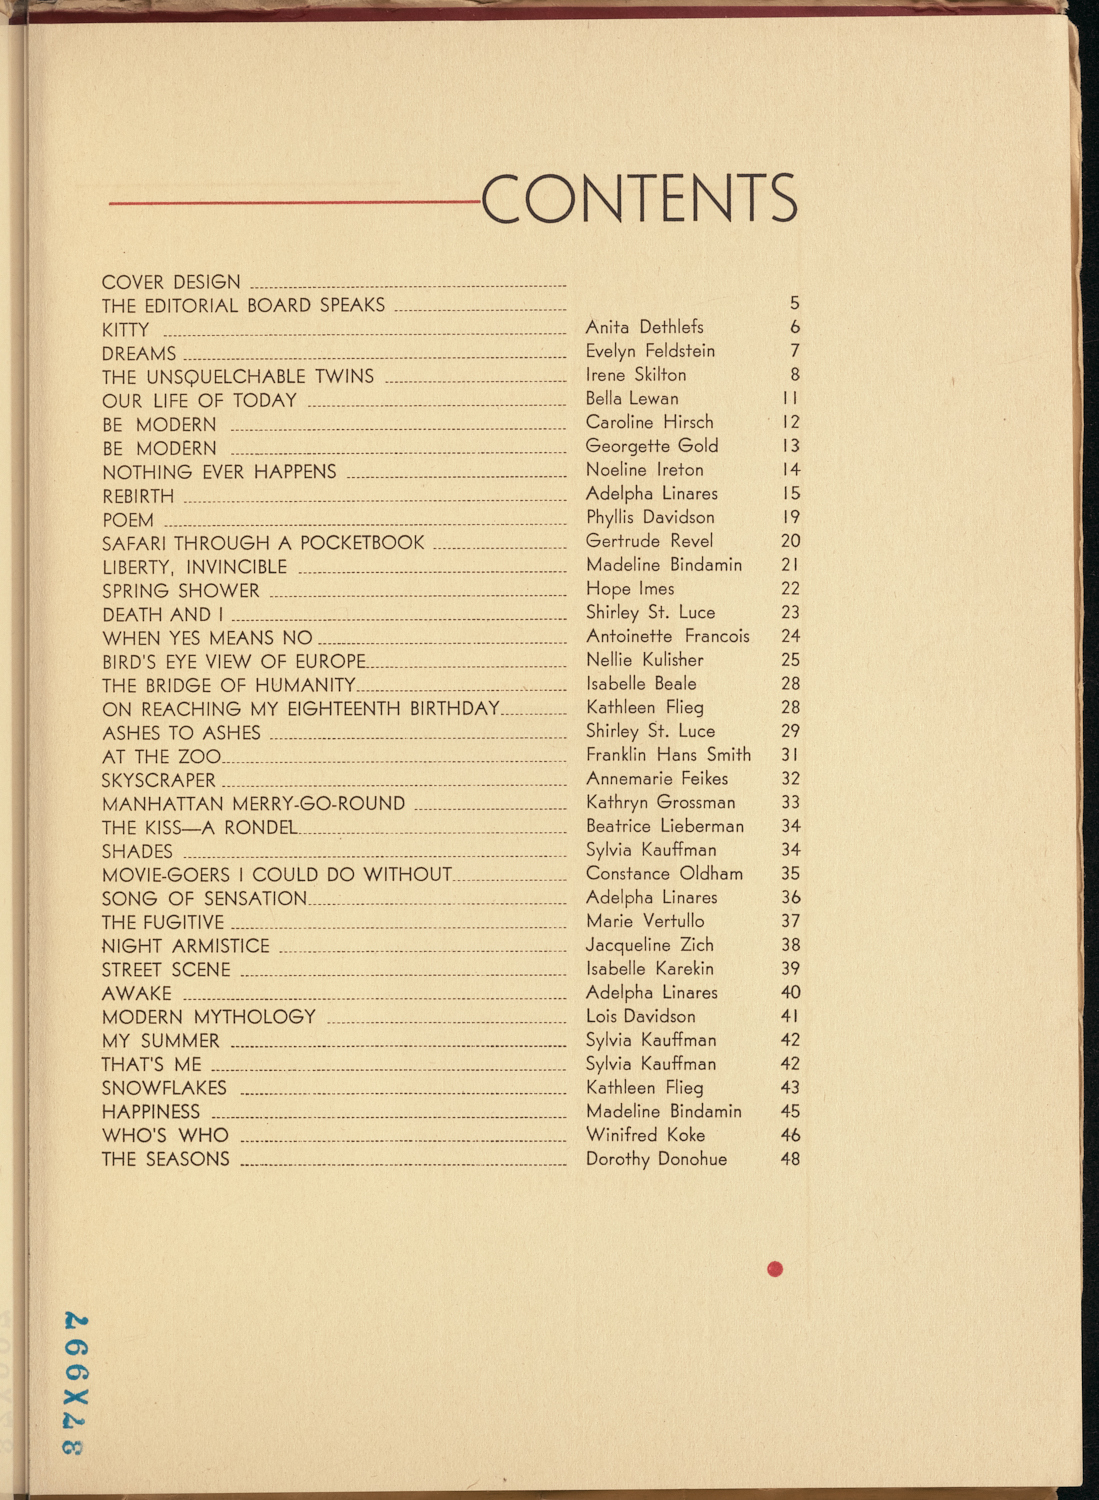 CONTENTS
COVER DESIGN
THE EDITORIAL BOARD SPEAKS 5
KITTY Anita Dethlefs 6
DREAMS Evelyn Feldstein 7
THE UNSQUELCHABLE TWINS Irene Skilton 8
OUR LIFE OF TODAY Bella Lewan 11
BE MODERN Caroline Hirsch 12
BE MODERN Georgette Gold 13
NOTHING EVER HAPPENS Noeline Ireton 14
REBIRTH Adelpha Linares 15
POEM Phyllis Davidson 19
SAFARI THROUGH A POCKETBOOK Gertrude Revel 20
LIBERTY, INVINCIBLE Madeline Bindamin 21
SPRING SHOWER Hope Imes 22
DEATH AND I Shirley St. Luce 23
WHEN YES MEANS NO Antoinette Francois 24
BIRD'S EYE VIEW OF EUROPE Nellie Kulisher 25
THE BRIDGE OF HUMANITY Isabelle Beale 28
ON REACHING MY EIGHTEENTH BIRTHDAY Kathleen Flieg 28
ASHES TO ASHES Shirley St. Luce 29
AT THE ZOO Franklin Hans Smith 31
SKYSCRAPER Annemarie Feikes 32
MANHATTAN MERRY-GO-ROUND Kathryn Grossman 33
THE KISS—A RONDEL Beatrice Lieberman 34
SHADES Sylvia Kauffman 34
MOVIE-GOERS I COULD DO WITHOUT Constance Oldham 35
SONG OF SENSATION Adelpha Linares 36
THE FUGITIVE Marie Vertullo 37
NIGHT ARMISTICE Jacqueline Zich 38
STREET SCENE Isabelle Karekin 39
AWAKE Adelpha Linares 40
MODERN MYTHOLOGY Lois Davidson 41
MY SUMMER Sylvia Kauffman 42
THAT'S ME Sylvia Kauffman 42
SNOWFLAKES Kathleen Flieg 43
HAPPINESS Madeline Bindamin 45
WHO'S WHO Winifred Koke 46
THE SEASONS Dorothy Donohue 48